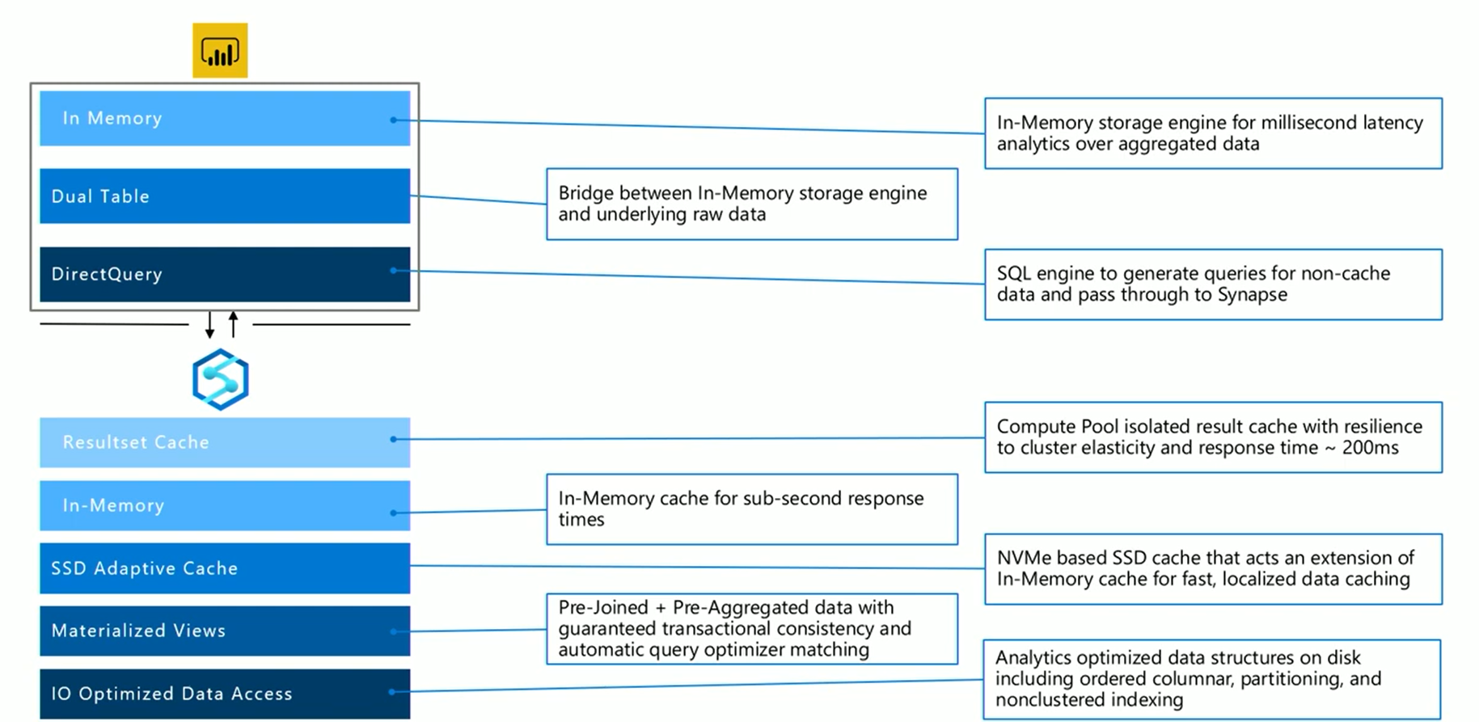 In Memory
In-Memory storage engine for millisecond latency
analytics over aggregated data
Dual Table
Bridge between In-Memory storage engine
and underlying raw data
DirectQuery
SQL engine to generate queries for non-cache
data and pass through to Synapse
Resultset Cache
Compute Pool isolated result cache with resilience
to cluster elasticity and response time ~ 200ms
In-Memory
In-Memory cache for sub-second response
times
SSD Adaptive Cache
NVMe based SSD cache that acts an extension of
In-Memory cache for fast, localized data caching
Materialized Views
Pre-Joined + Pre-Aggregated data with
guaranteed transactional consistency and
automatic query optimizer matching
IO Optimized Data Access
Analytics optimized data structures on disk
including ordered columnar, partitioning, and
nonclustered indexing